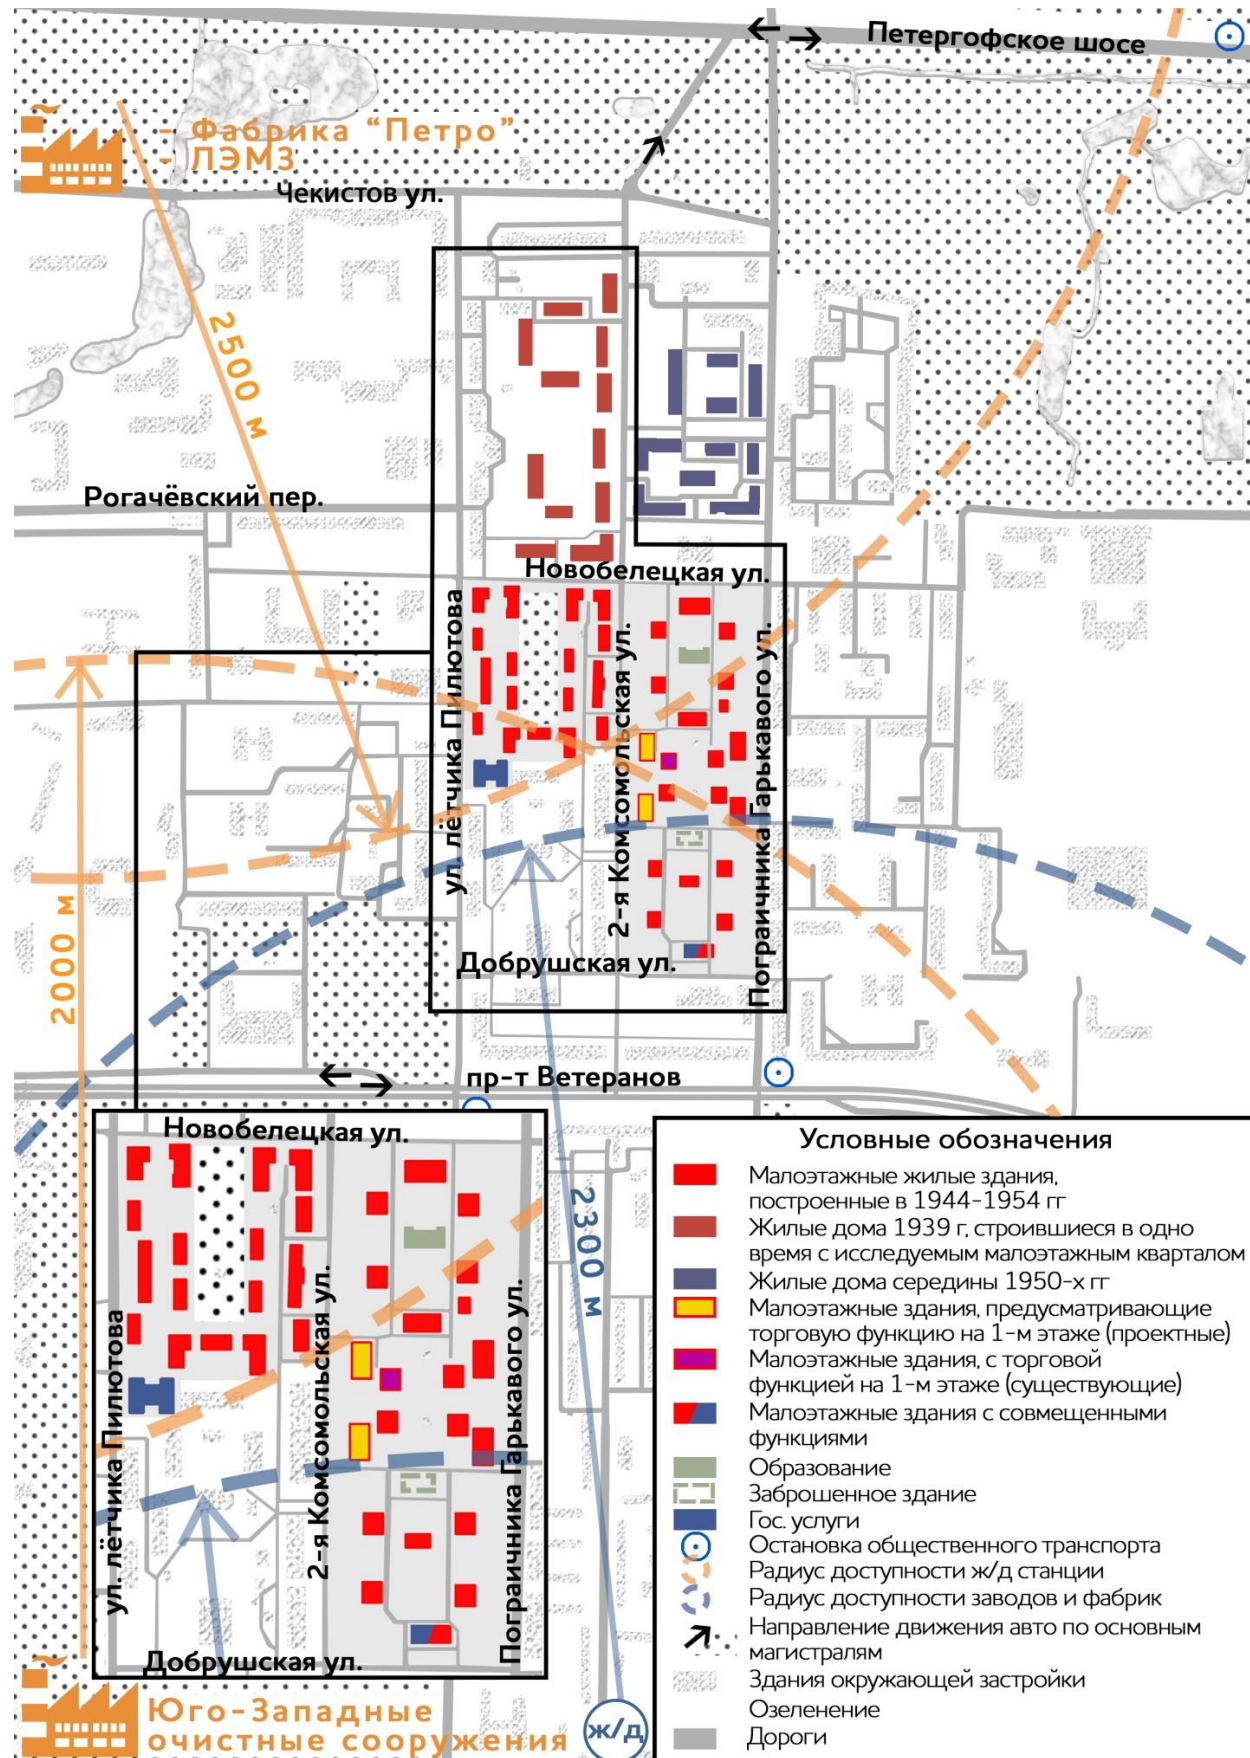 Петергофское шосе
- Фабрика "Петро"
- ЛЭМЗ
Чекистов ул.
2500 м
Рогачёвский пер.
Новобелецкая ул.
ул. лётчика Пилютова
2-я Комсомольская ул.
Пограничника Гарькавого ул.
2000 м
Добрушская ул.
пр-т Ветеранов
Новобелецкая ул.
ул. лётчика Пилютова
2-я Комсомольская ул.
Пограничника Гарькавого ул.
Добрушская ул.
2300 м
Юго-Западные
очистные сооружения
ж/д
Условные обозначения
Малоэтажные жилые здания,
построенные в 1944-1954 гг
Жилые дома 1939 г, строившиеся в одно
время с исследуемым малоэтажным кварталом
Жилые дома середины 1950-х гг
Малоэтажные здания, предусматривающие
торговую функцию на 1-м этаже (проектные)
Малоэтажные здания, с торговой
функцией на 1-м этаже (существующие)
Малоэтажные здания с совмещенными
функциями
Образование
Заброшенное здание
Гос. услуги
Остановка общественного транспорта
Радиус доступности ж/д станции
Радиус доступности заводов и фабрик
Направление движения авто по основным
магистралям
Здания окружающей застройки
Озеленение
Дороги